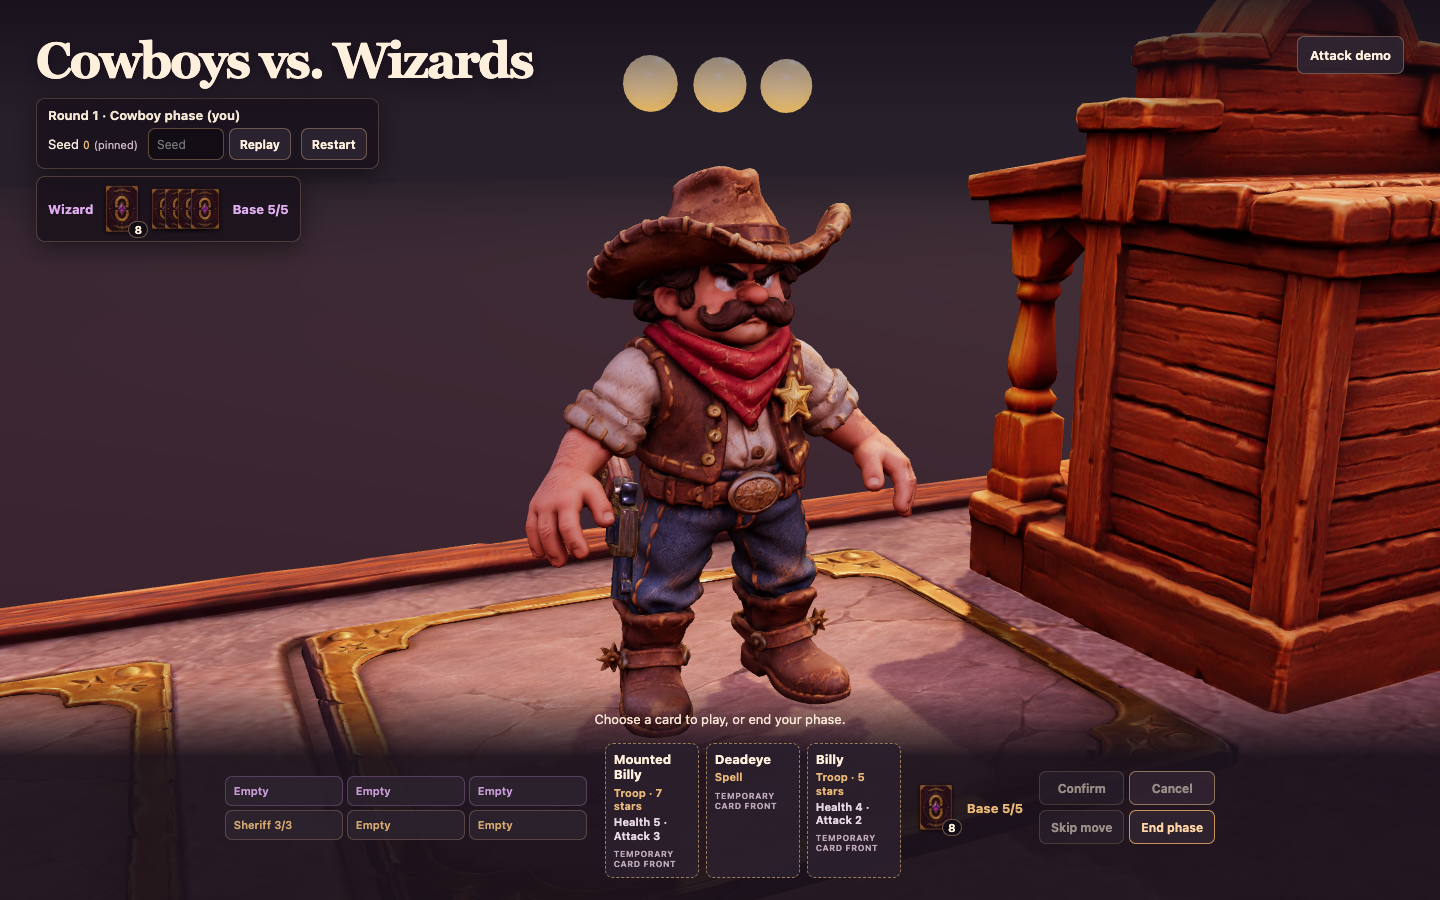 Cowboys vs. Wizards
Attack demo
Round 1 · Cowboy phase (you)
Seed 0 (pinned) Seed Replay Restart
Wizard 8 Base 5/5
Choose a card to play, or end your phase.
Empty Empty Empty
Sheriff 3/3 Empty Empty
Mounted
Billy
Troop · 7
stars
Health 5 ·
Attack 3
TEMPORARY
CARD FRONT
Deadeye
Spell
TEMPORARY
CARD FRONT
Billy
Troop · 5
stars
Health 4 ·
Attack 2
TEMPORARY
CARD FRONT
8 Base 5/5
Confirm Cancel
Skip move End phase